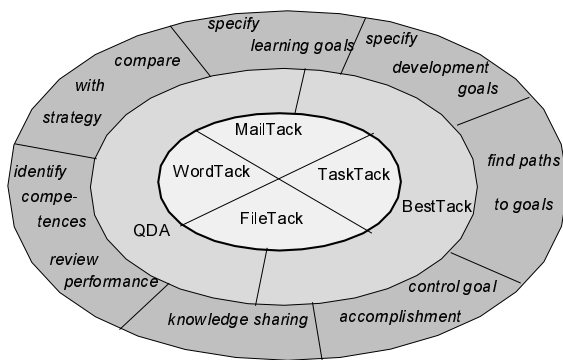 specify
learning goals
specify
development
goals
compare
with
strategy
find paths
to goals
identify
compe-
tences
review
performance
knowledge sharing
control goal
accomplishment
MailTack
WordTack
TaskTack
FileTack
QDA
BestTack